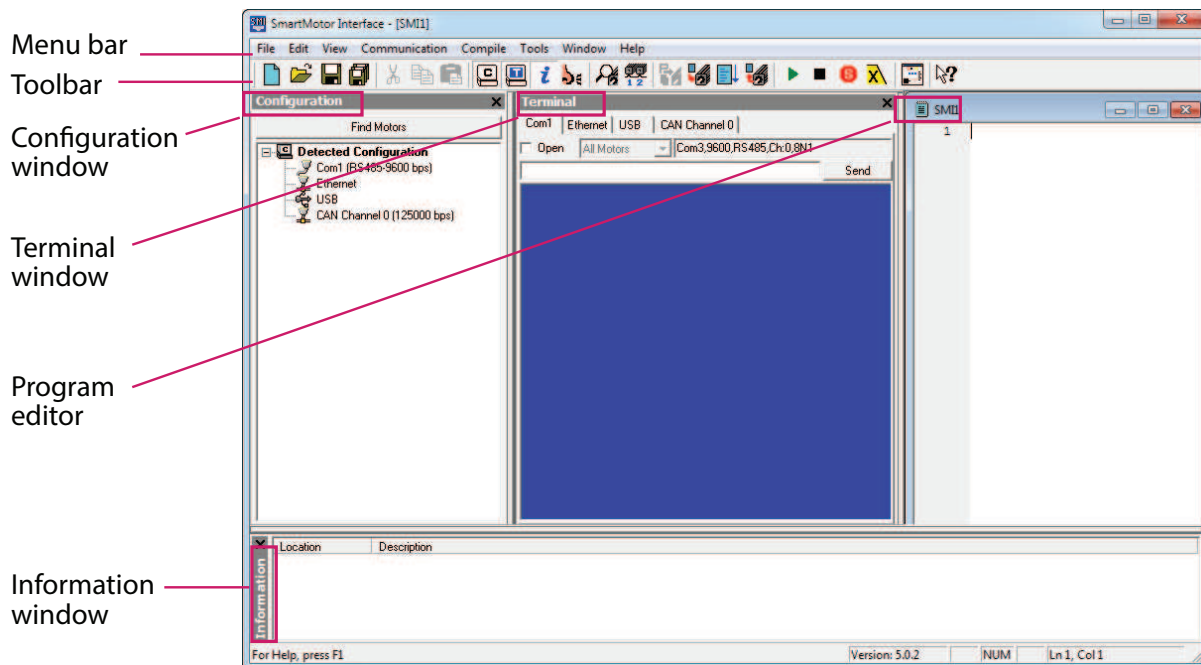 Menu bar
Toolbar
Configuration
window
Terminal
window
Program
editor
Information
window
SMI SmartMotor Interface - [SMI1]
File Edit View Communication Compile Tools Window Help
Configuration
Find Motors
Detected Configuration
Com1 (RS485-9600 bps)
Ethernet
USB
CAN Channel 0 (125000 bps)
Terminal
Com1 Ethernet USB CAN Channel 0
Open All Motors Com3,9600,RS485,Ch:0,8N1
Send
SMI1
1
Information
Location Description
For Help, press F1 Version: 5.0.2 NUM Ln 1, Col 1